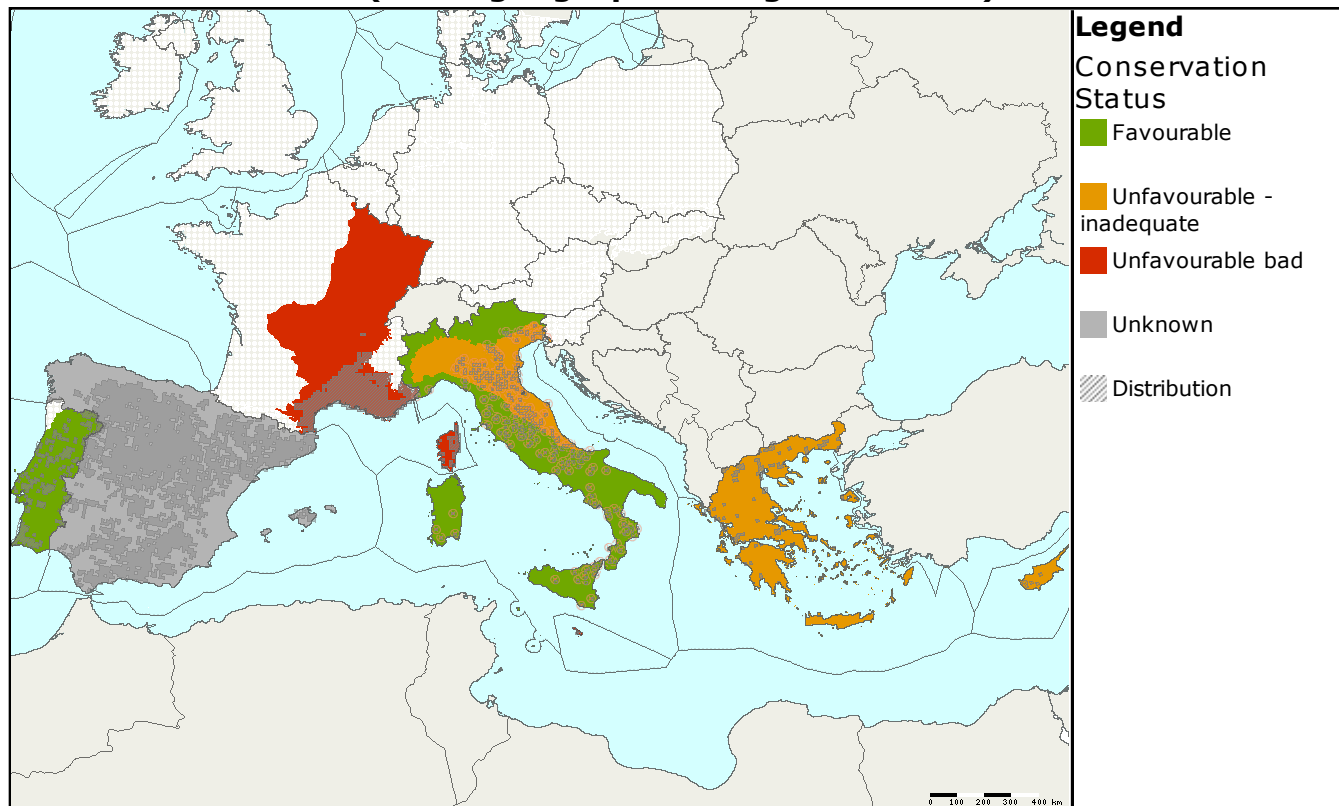 Legend
Conservation
Status
Favourable
Unfavourable -
inadequate
Unfavourable bad
Unknown
Distribution
0 100 200 300 400 km